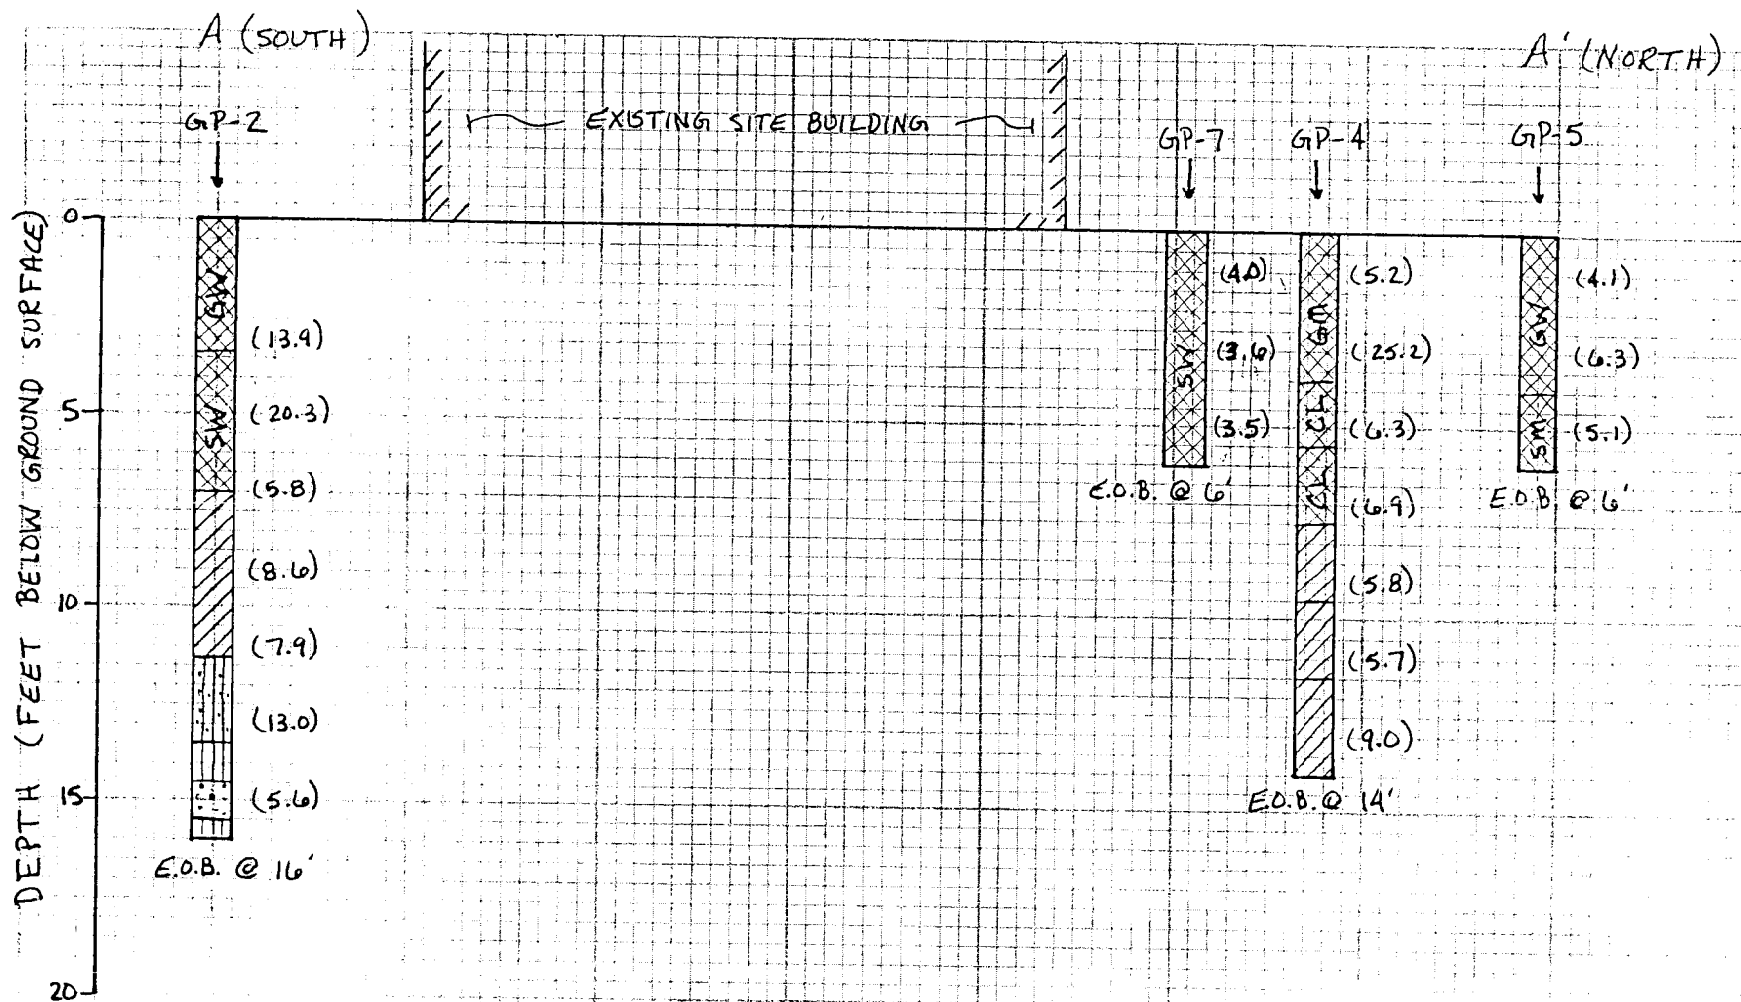 A (SOUTH)
A' (NORTH)
GP-2
EXISTING SITE BUILDING
GP-7
GP-4
GP-5
DEPTH (FEET BELOW GROUND SURFACE)
0
5
10
15
20
GW
SW
(13.9)
(20.3)
(5.8)
(8.6)
(7.9)
(13.0)
(5.6)
E.O.B. @ 16'
SW
(4.0)
(3.6)
(3.5)
E.O.B. @ 6'
GM
CL
CL
(5.2)
(25.2)
(6.3)
(6.9)
(5.8)
(5.7)
(9.0)
E.O.B. @ 14'
GW
SM
(4.1)
(6.3)
(5.1)
E.O.B. @ 6'